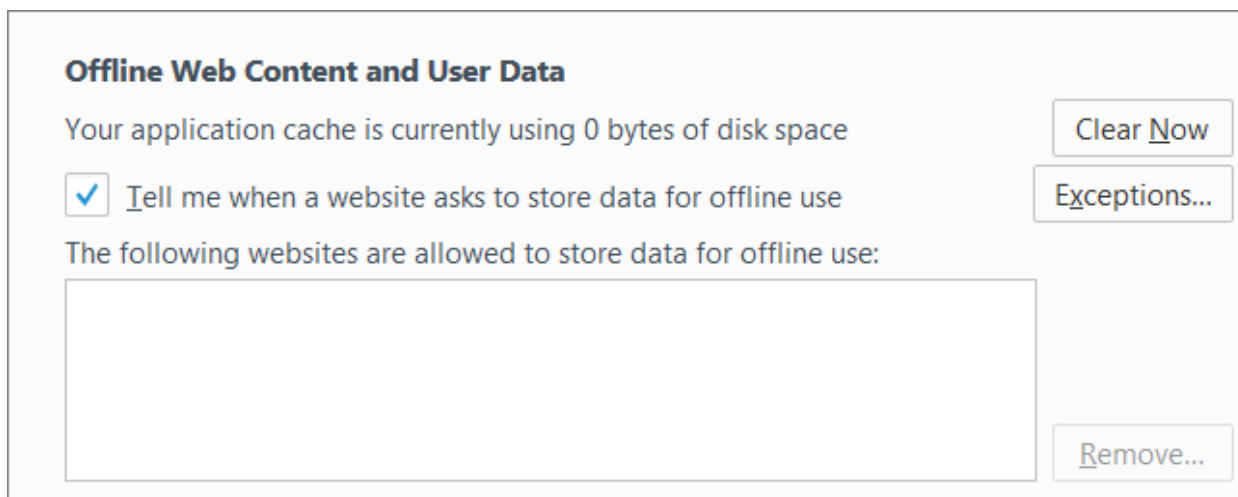 Offline Web Content and User Data
Your application cache is currently using 0 bytes of disk space
Clear Now
Tell me when a website asks to store data for offline use
Exceptions...
The following websites are allowed to store data for offline use:
Remove...